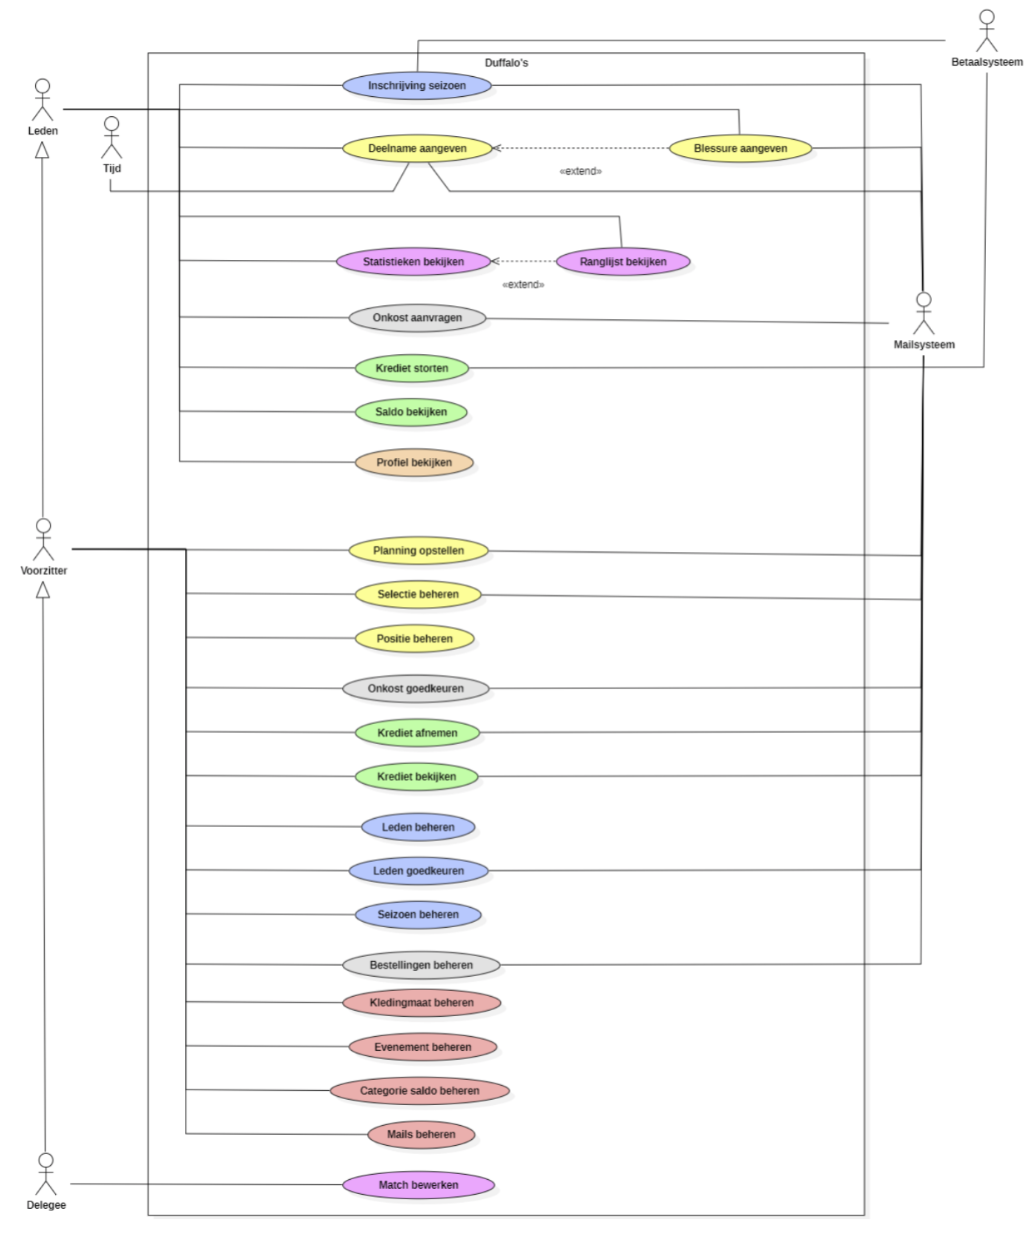 Betaalsysteem
Duffalo's
Inschrijving seizoen
Leden
Tijd
Deelname aangeven
Blessure aangeven
«extend»
Statistieken bekijken
Ranglijst bekijken
«extend»
Onkost aanvragen
Mailsysteem
Krediet storten
Saldo bekijken
Profiel bekijken
Voorzitter
Planning opstellen
Selectie beheren
Positie beheren
Onkost goedkeuren
Krediet afnemen
Krediet bekijken
Leden beheren
Leden goedkeuren
Seizoen beheren
Bestellingen beheren
Kledingmaat beheren
Evenement beheren
Categorie saldo beheren
Mails beheren
Match bewerken
Delegee